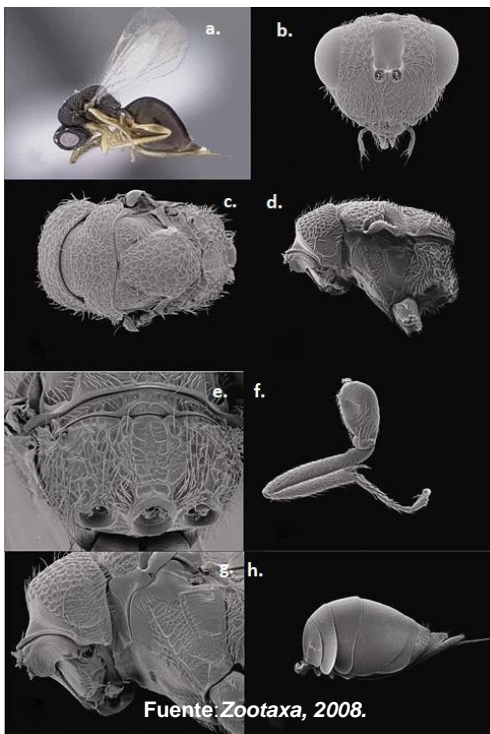 a.
b.
c.
d.
e.
f.
g.
h.
Fuente:Zootaxa, 2008.